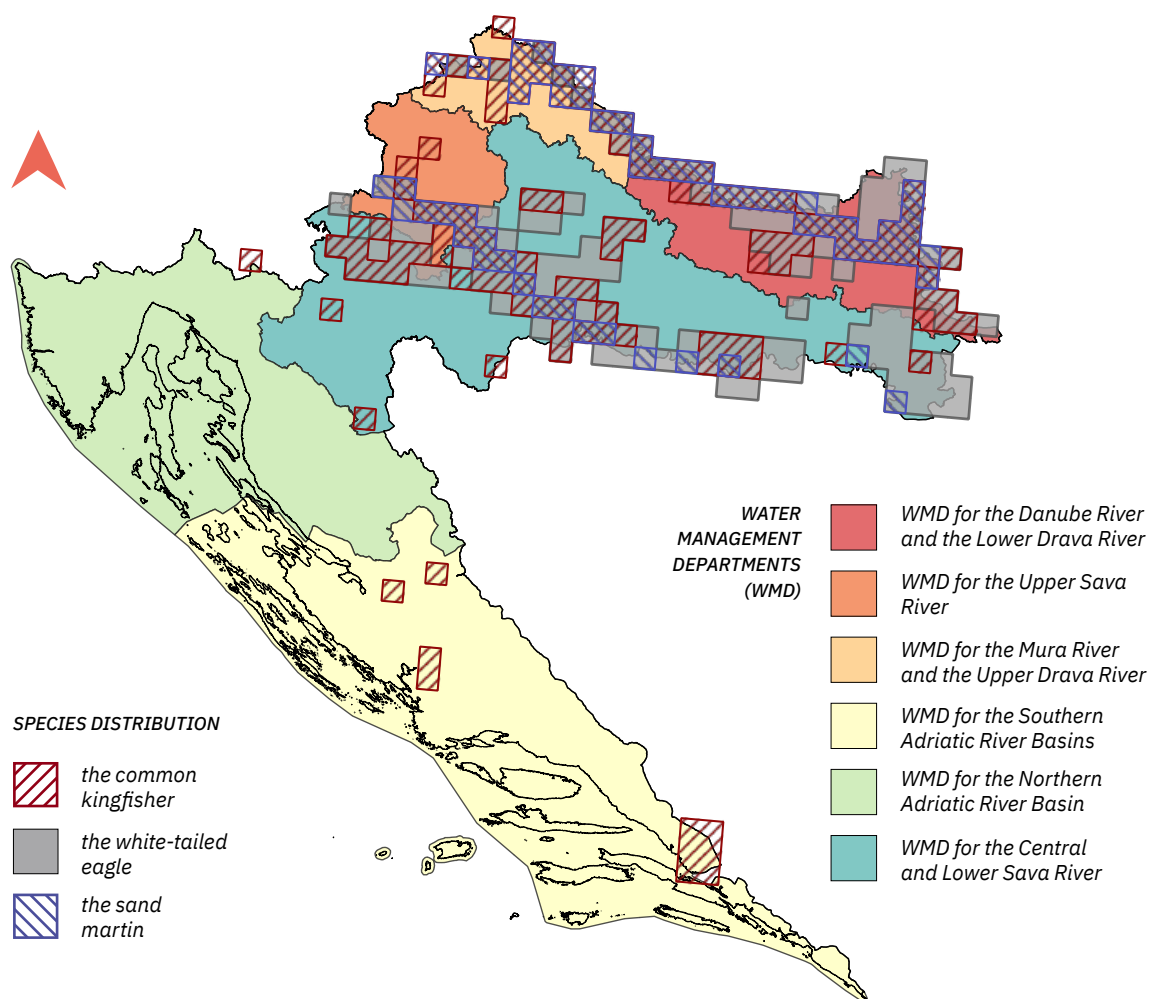 WATER
MANAGEMENT
DEPARTMENTS
(WMD)
WMD for the Danube River
and the Lower Drava River
WMD for the Upper Sava
River
WMD for the Mura River
and the Upper Drava River
WMD for the Southern
Adriatic River Basins
WMD for the Northern
Adriatic River Basin
WMD for the Central
and Lower Sava River
SPECIES DISTRIBUTION
the common
kingfisher
the white-tailed
eagle
the sand
martin